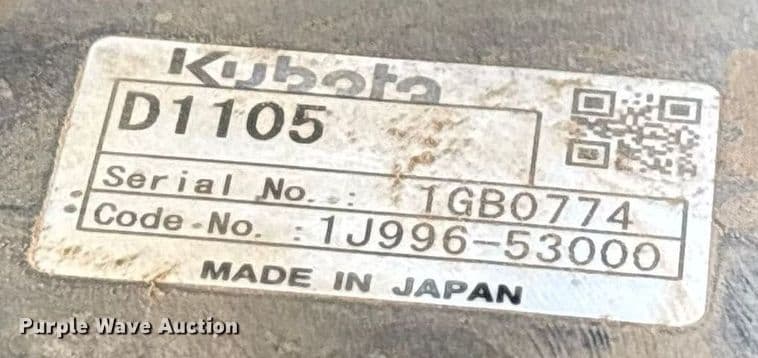 Kubota
D1105
Serial No. : 1GB0774
Code-No. : 1J996-53000
MADE IN JAPAN
Purple Wave Auction